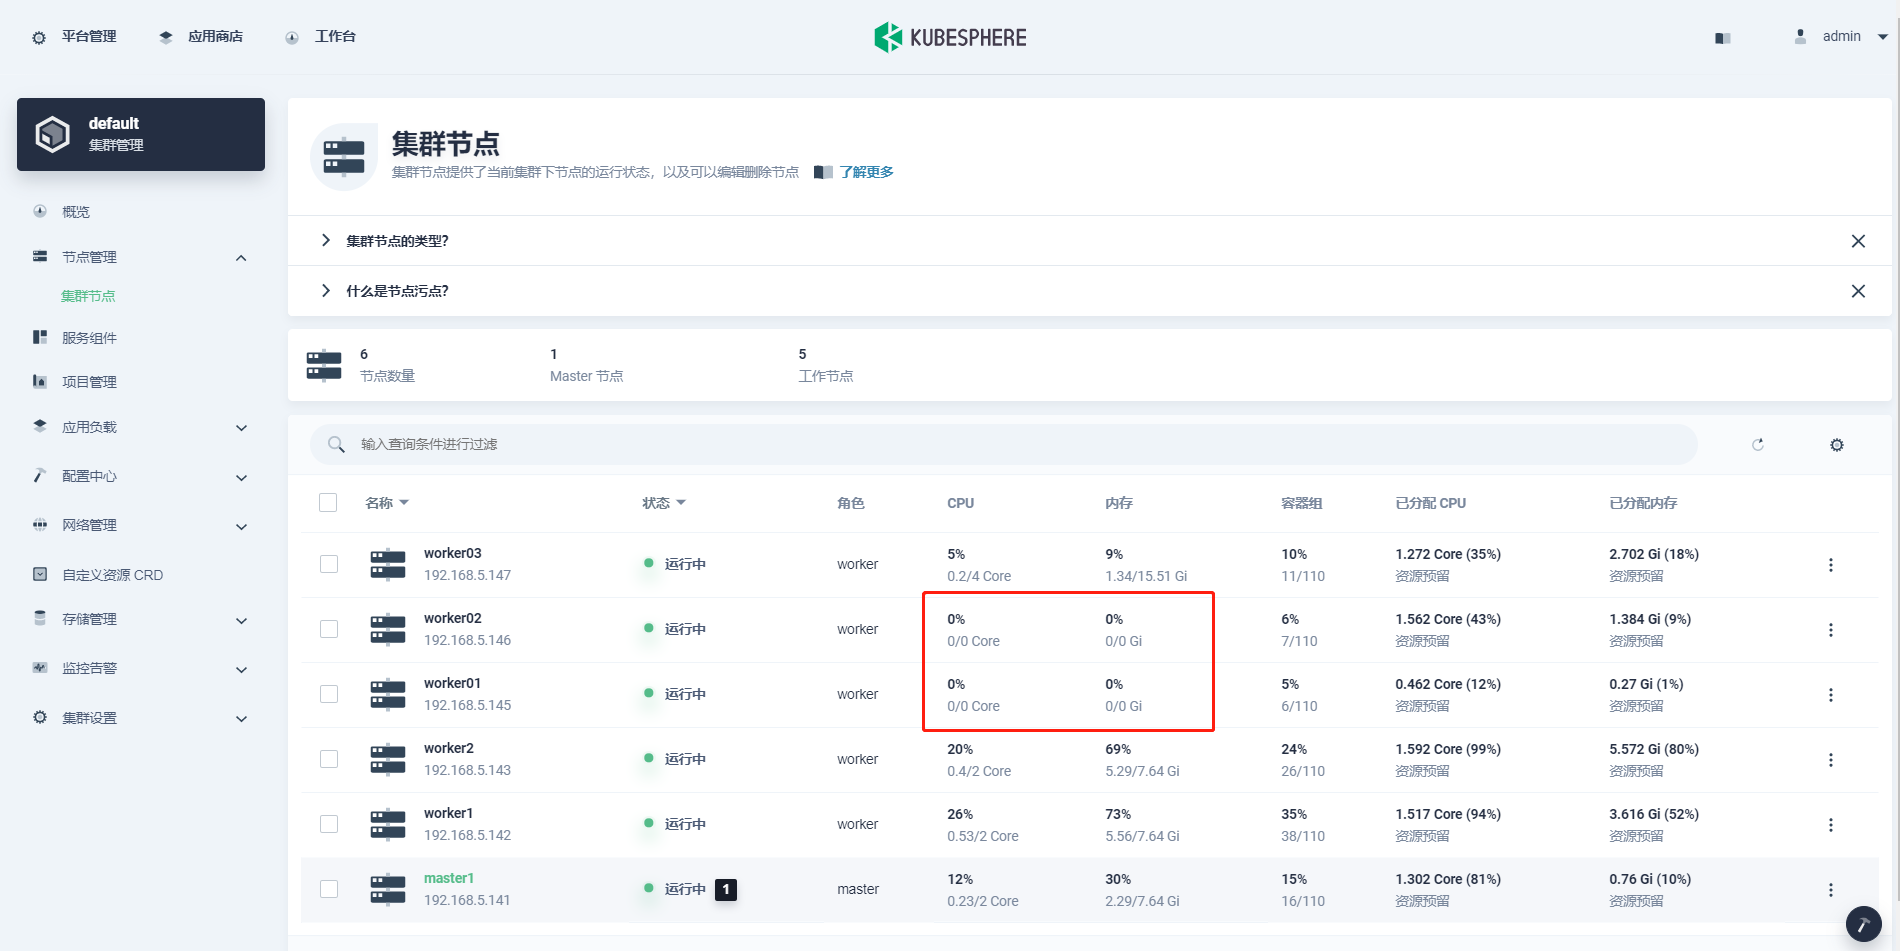 平台管理 应用商店 工作台 KUBESPHERE admin
default
集群管理
概览
节点管理
集群节点
服务组件
项目管理
应用负载
配置中心
网络管理
自定义资源 CRD
存储管理
监控告警
集群设置
集群节点
集群节点提供了当前集群下节点的运行状态，以及可以编辑删除节点 了解更多
集群节点的类型?
什么是节点污点?
6 1 5
节点数量 Master 节点 工作节点
输入查询条件进行过滤
名称 状态 角色 CPU 内存 容器组 已分配 CPU 已分配内存
worker03 运行中 worker 5% 9% 10% 1.272 Core (35%) 2.702 Gi (18%)
192.168.5.147 0.2/4 Core 1.34/15.51 Gi 11/110 资源预留 资源预留
worker02 运行中 worker 0% 0% 6% 1.562 Core (43%) 1.384 Gi (9%)
192.168.5.146 0/0 Core 0/0 Gi 7/110 资源预留 资源预留
worker01 运行中 worker 0% 0% 5% 0.462 Core (12%) 0.27 Gi (1%)
192.168.5.145 0/0 Core 0/0 Gi 6/110 资源预留 资源预留
worker2 运行中 worker 20% 69% 24% 1.592 Core (99%) 5.572 Gi (80%)
192.168.5.143 0.4/2 Core 5.29/7.64 Gi 26/110 资源预留 资源预留
worker1 运行中 worker 26% 73% 35% 1.517 Core (94%) 3.616 Gi (52%)
192.168.5.142 0.53/2 Core 5.56/7.64 Gi 38/110 资源预留 资源预留
master1 运行中 1 master 12% 30% 15% 1.302 Core (81%) 0.76 Gi (10%)
192.168.5.141 0.23/2 Core 2.29/7.64 Gi 16/110 资源预留 资源预留